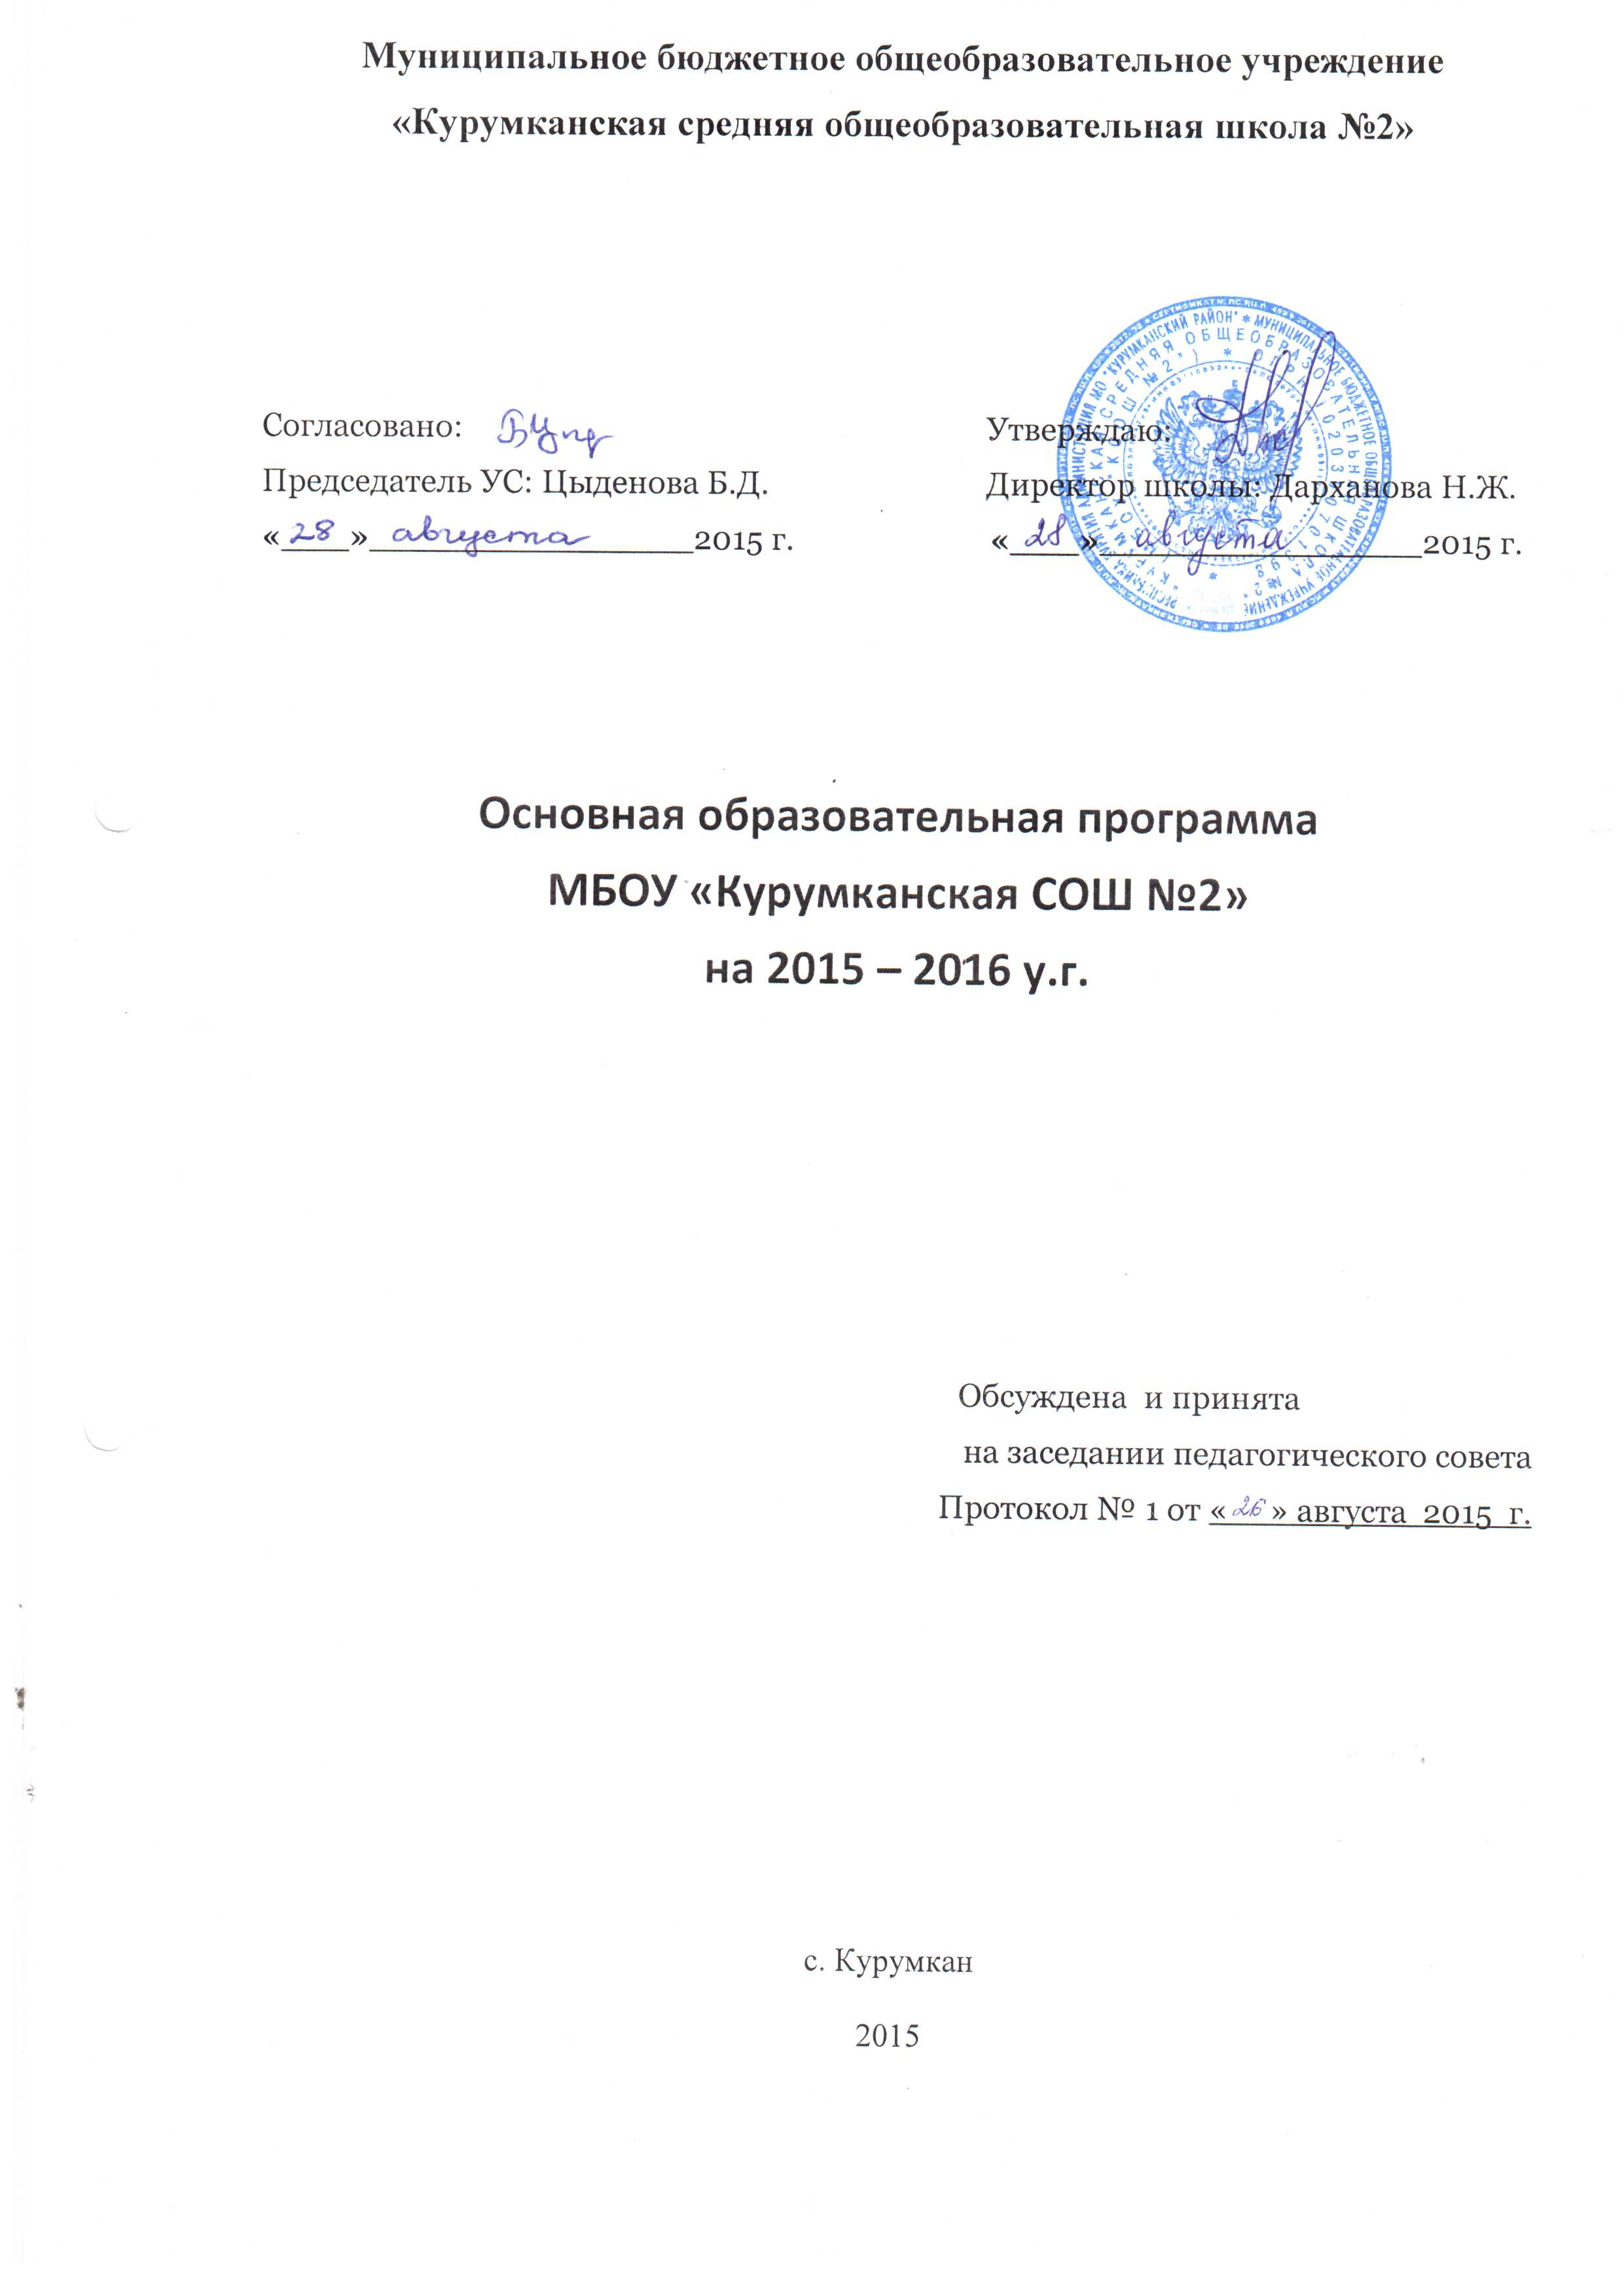 Муниципальное бюджетное общеобразовательное учреждение
«Курумканская средняя общеобразовательная школа №2»
Согласовано:
Председатель УС: Цыденова Б.Д.
«28» августа 2015 г.
Утверждаю:
Директор школы: Дарханова Н.Ж.
«28» августа 2015 г.
Основная образовательная программа
МБОУ «Курумканская СОШ №2»
на 2015 – 2016 у.г.
Обсуждена и принята
на заседании педагогического совета
Протокол № 1 от «26» августа 2015 г.
с. Курумкан
2015